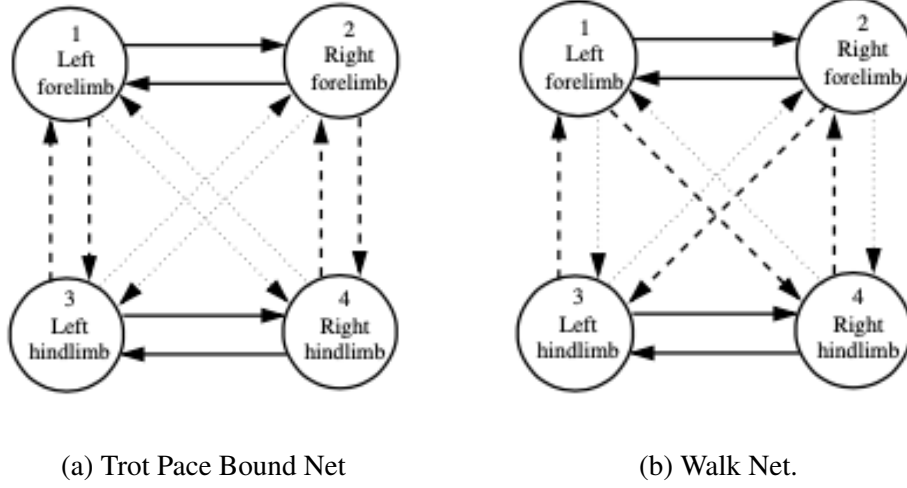 1
Left
forelimb
2
Right
forelimb
3
Left
hindlimb
4
Right
hindlimb
(a) Trot Pace Bound Net
1
Left
forelimb
2
Right
forelimb
3
Left
hindlimb
4
Right
hindlimb
(b) Walk Net.